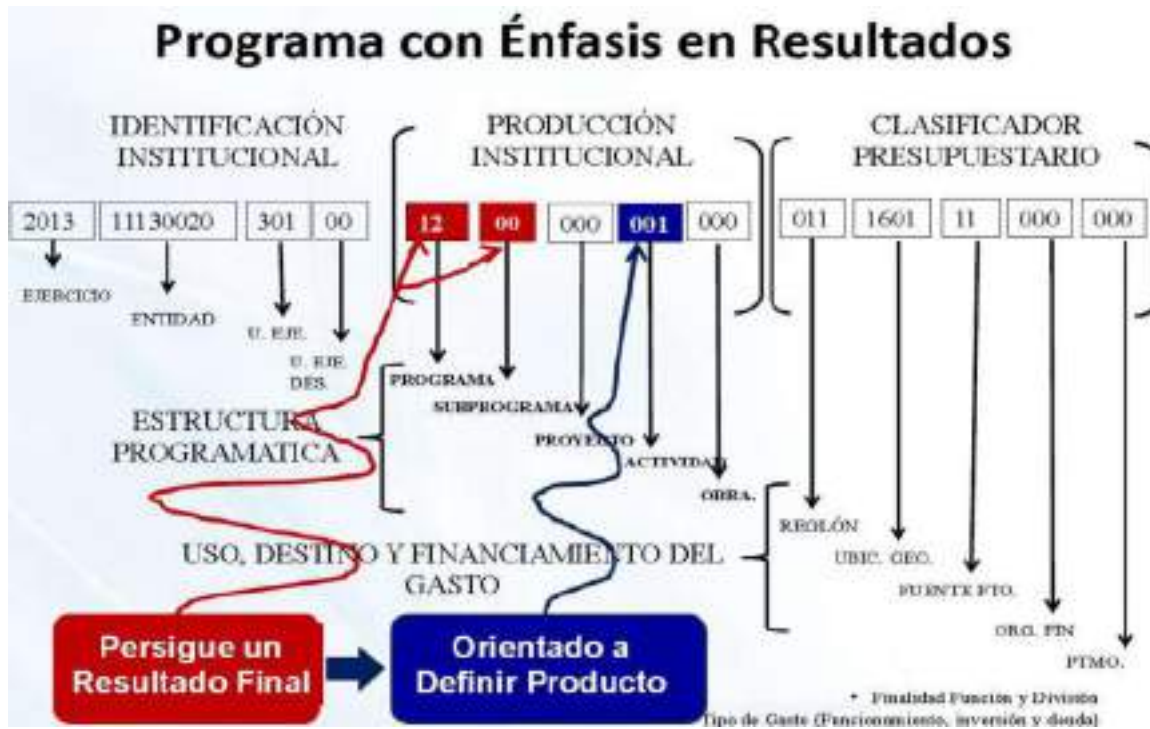 Programa con Énfasis en Resultados
IDENTIFICACIÓN
INSTITUCIONAL
PRODUCCIÓN
INSTITUCIONAL
CLASIFICADOR
PRESUPUESTARIO
2013 11130020 301 00 12 00 000 001 000 011 1601 11 000 000
EJERCICIO
ENTIDAD
U. EJE.
U. EJE
DES.
PROGRAMA
SUBPROGRAMA
PROYECTO
ACTIVIDAD
OBRA.
ESTRUCTURA
PROGRAMATICA
REGLÓN
UBIC. GEO.
FUENTE FTO.
ORG. FIN
PTMO.
USO, DESTINO Y FINANCIAMIENTO DEL
GASTO
Persigue un
Resultado Final
Orientado a
Definir Producto
* Finalidad Función y División
Tipo de Gasto (Funcionamiento, inversión y deuda)